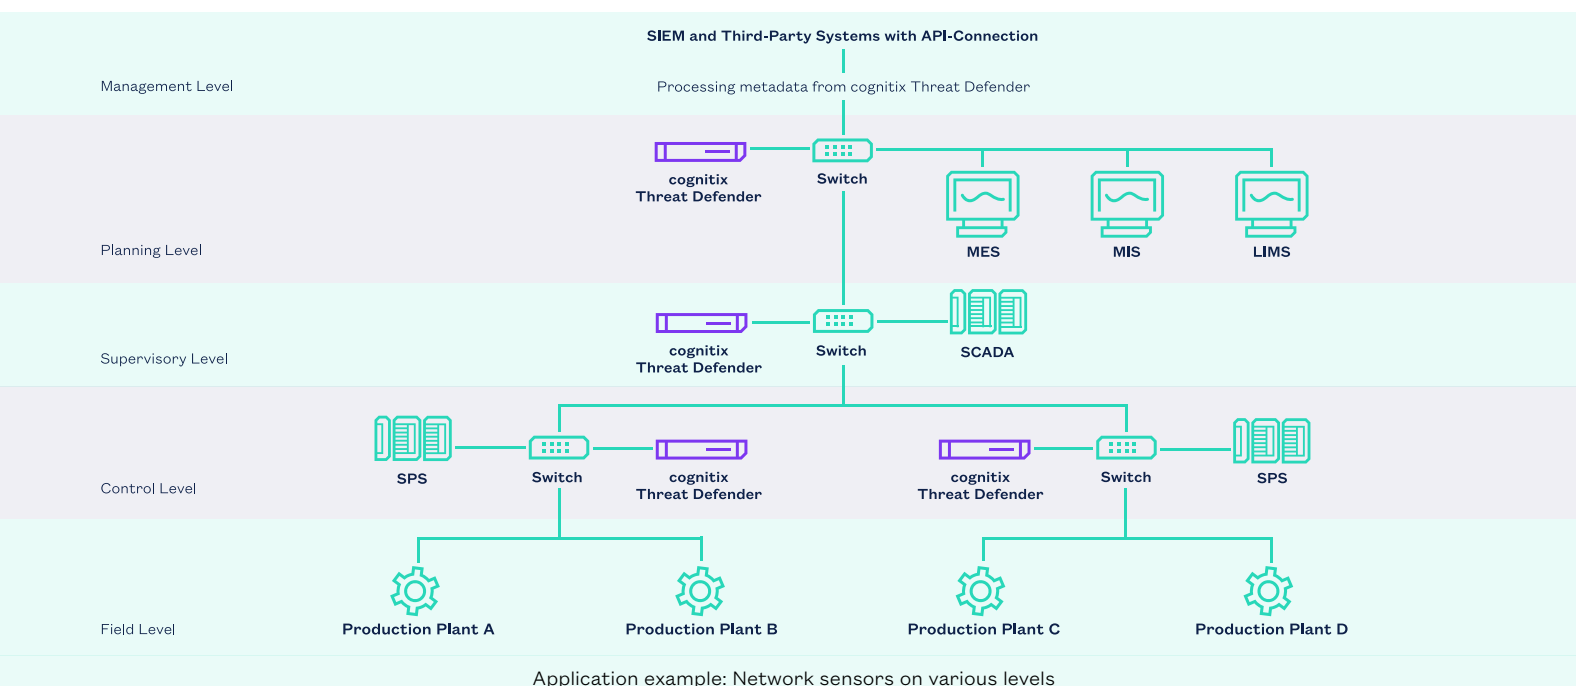 SIEM and Third-Party Systems with API-Connection
Management Level
Processing metadata from cognitix Threat Defender
cognitix
Threat Defender
Switch
Planning Level
MES
MIS
LIMS
cognitix
Threat Defender
Switch
SCADA
Supervisory Level
SPS
Switch
cognitix
Threat Defender
cognitix
Threat Defender
Switch
SPS
Control Level
Field Level
Production Plant A
Production Plant B
Production Plant C
Production Plant D
Application example: Network sensors on various levels